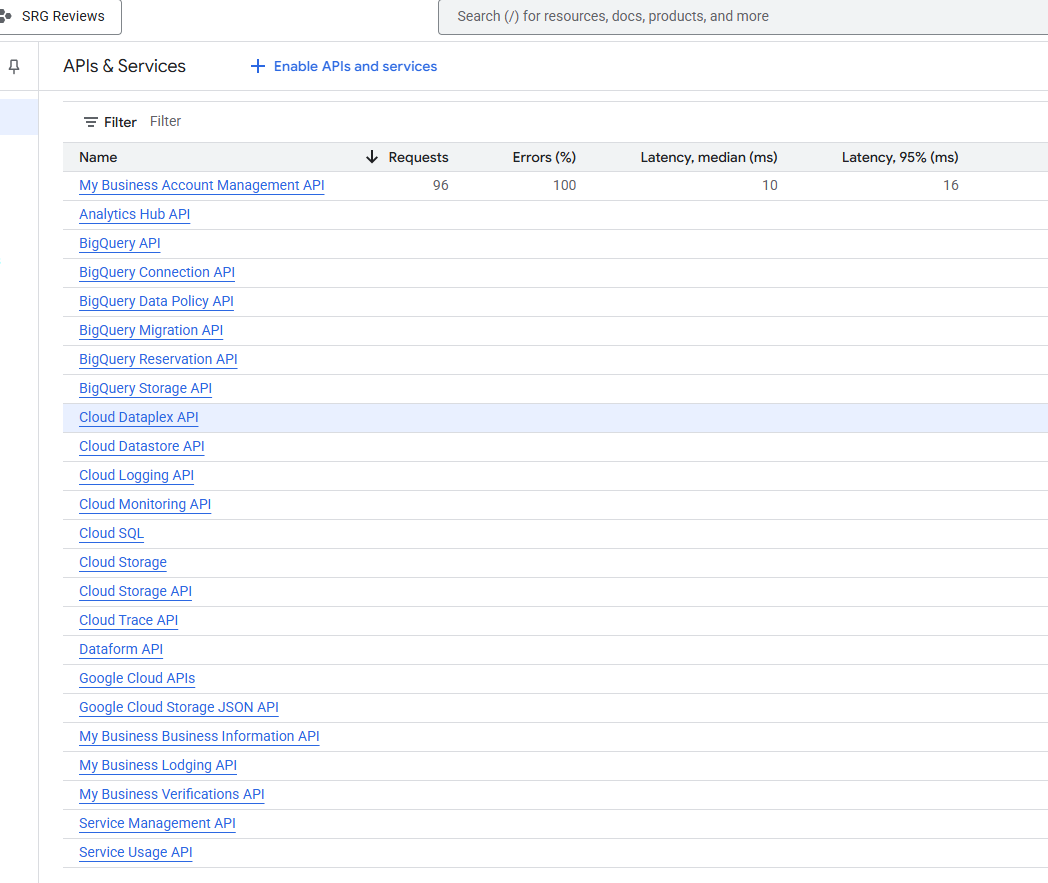 SRG Reviews
Search (/) for resources, docs, products, and more
APIs & Services
Enable APIs and services
Filter Filter
Name Requests Errors (%) Latency, median (ms) Latency, 95% (ms)
My Business Account Management API 96 100 10 16
Analytics Hub API
BigQuery API
BigQuery Connection API
BigQuery Data Policy API
BigQuery Migration API
BigQuery Reservation API
BigQuery Storage API
Cloud Dataplex API
Cloud Datastore API
Cloud Logging API
Cloud Monitoring API
Cloud SQL
Cloud Storage
Cloud Storage API
Cloud Trace API
Dataform API
Google Cloud APIs
Google Cloud Storage JSON API
My Business Business Information API
My Business Lodging API
My Business Verifications API
Service Management API
Service Usage API